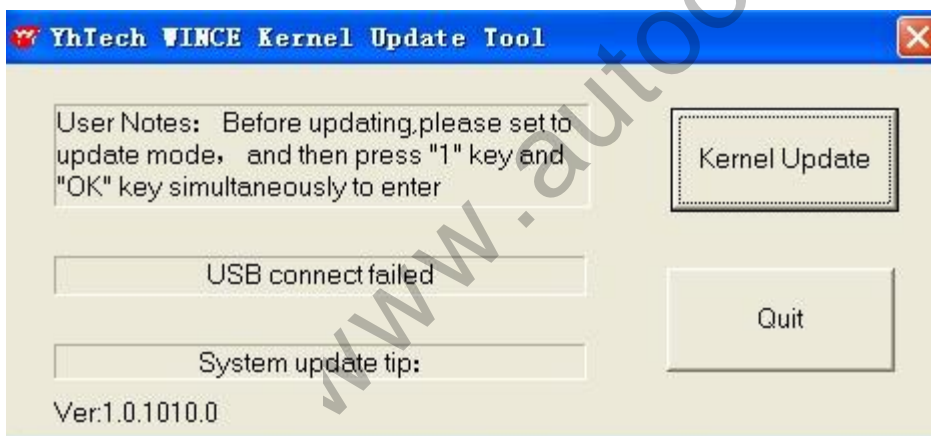 YhTech WINCE Kernel Update Tool
User Notes： Before updating,please set to
update mode， and then press "1" key and
"OK" key simultaneously to enter
Kernel Update
USB connect failed
Quit
System update tip：
Ver:1.0.1010.0
www.auto